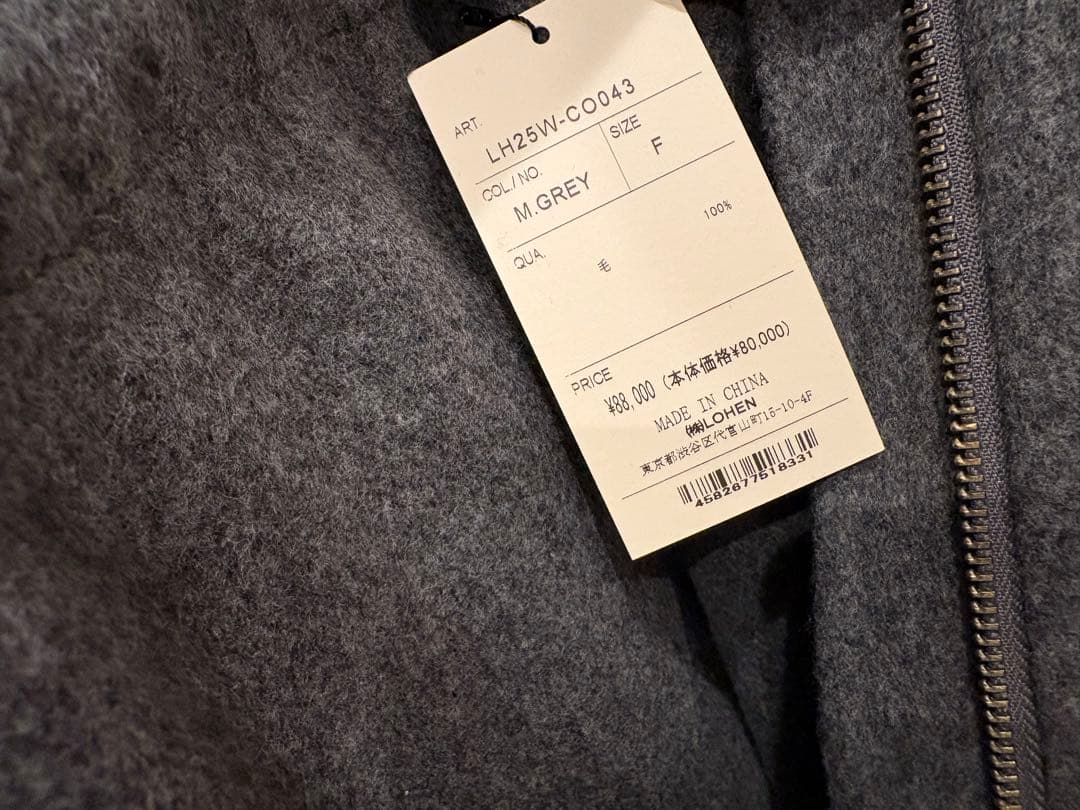 ART.
LH25W-CO043
COL./NO. SIZE
M.GREY F
QUA.
毛 100%
PRICE
¥88,000 (本体価格¥80,000)
MADE IN CHINA
㈱LOHEN
東京都渋谷区代官山町15-10-4F
4582677518331